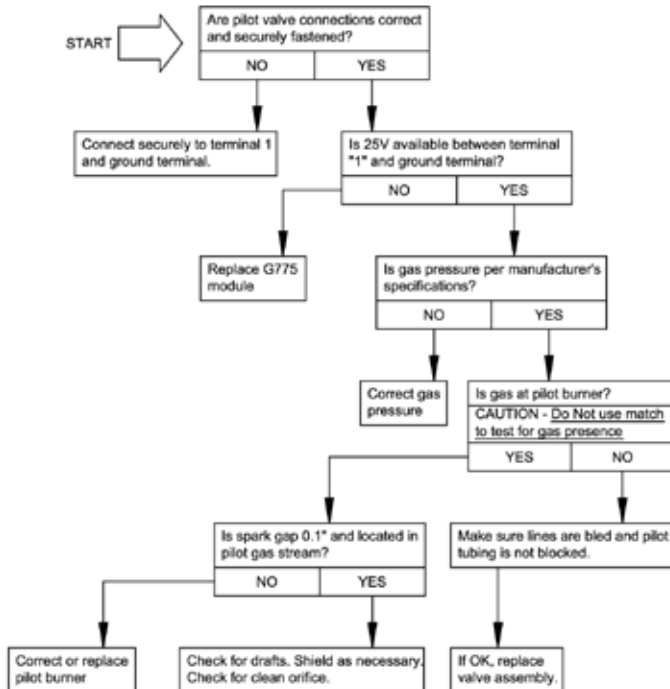 Are pilot valve connections correct
and securely fastened?
START
NO YES
Connect securely to terminal 1
and ground terminal.
Is 25V available between terminal
"1" and ground terminal?
NO YES
Replace G775
module
Is gas pressure per manufacturer's
specifications?
NO YES
Correct gas
pressure
Is gas at pilot burner?
CAUTION - Do Not use match
to test for gas presence
YES NO
Is spark gap 0.1" and located in
pilot gas stream?
NO YES
Make sure lines are bled and pilot
tubing is not blocked.
Correct or replace
pilot burner
Check for drafts. Shield as necessary.
Check for clean orifice.
If OK, replace
valve assembly.